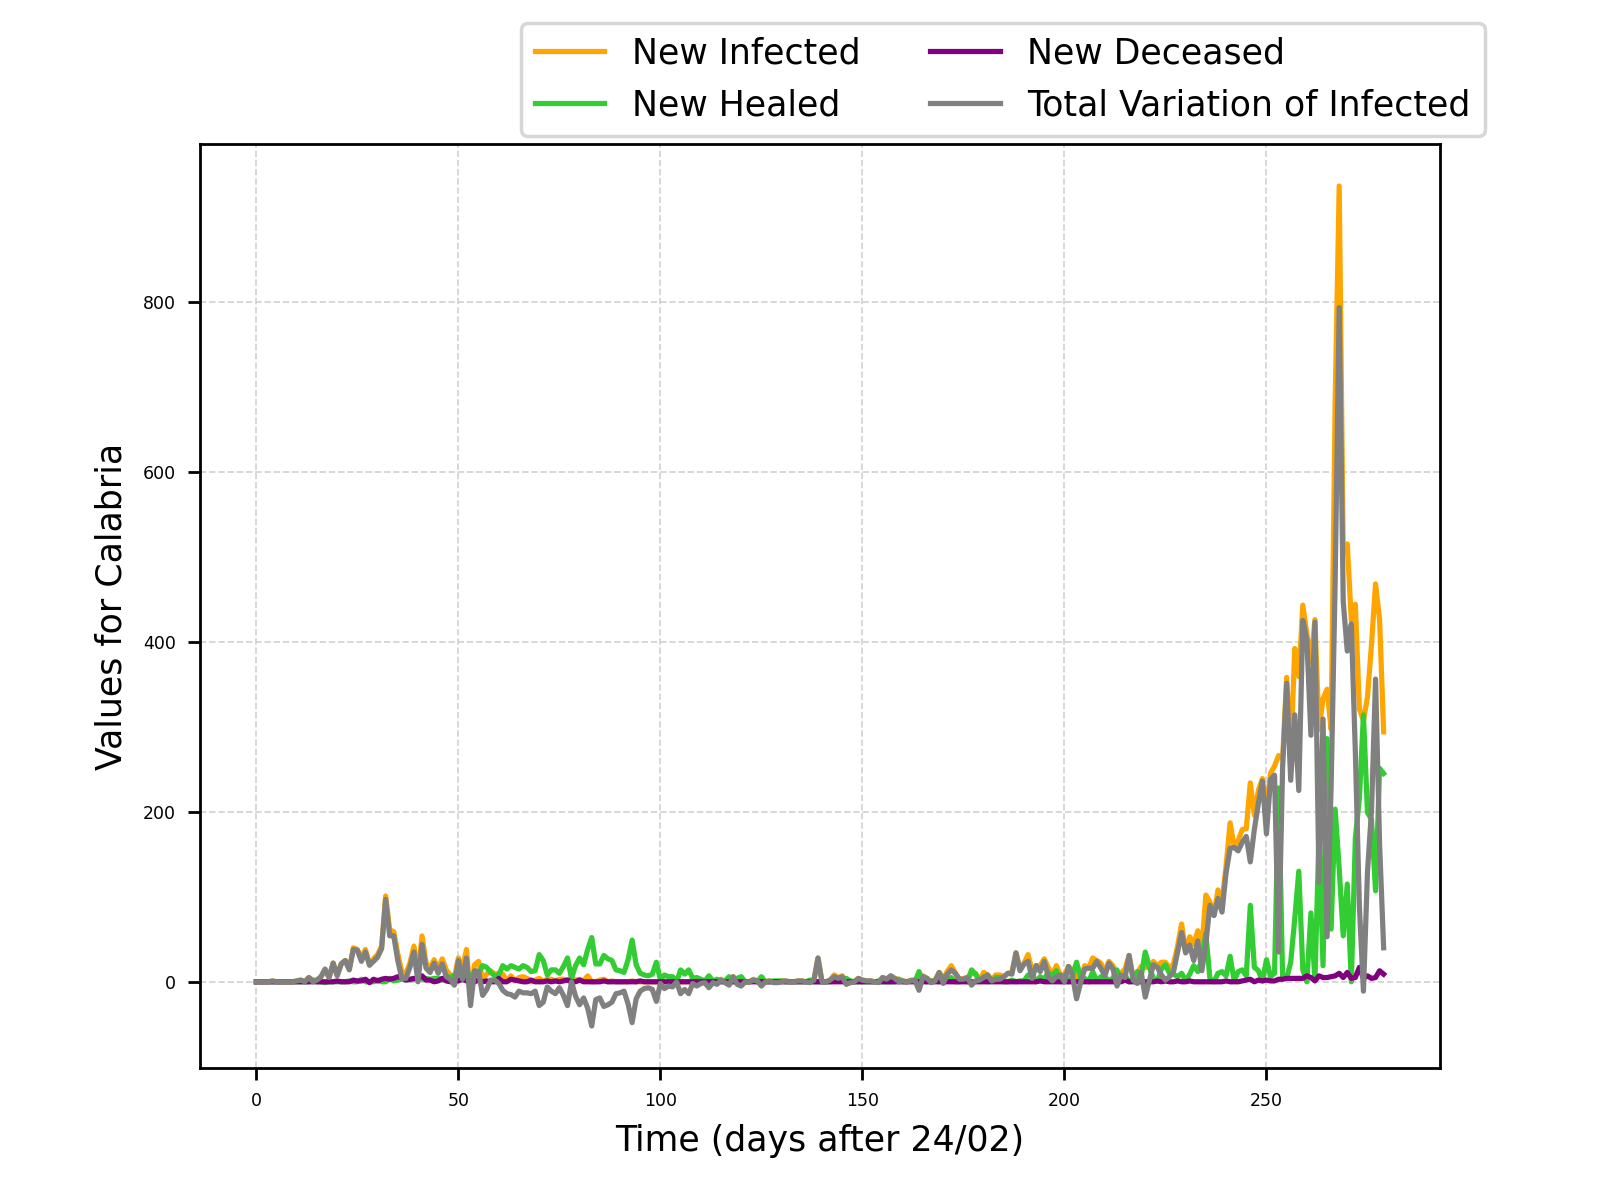 New Infected New Deceased
New Healed Total Variation of Infected
800
600
400
200
0
Values for Calabria
0 50 100 150 200 250
Time (days after 24/02)